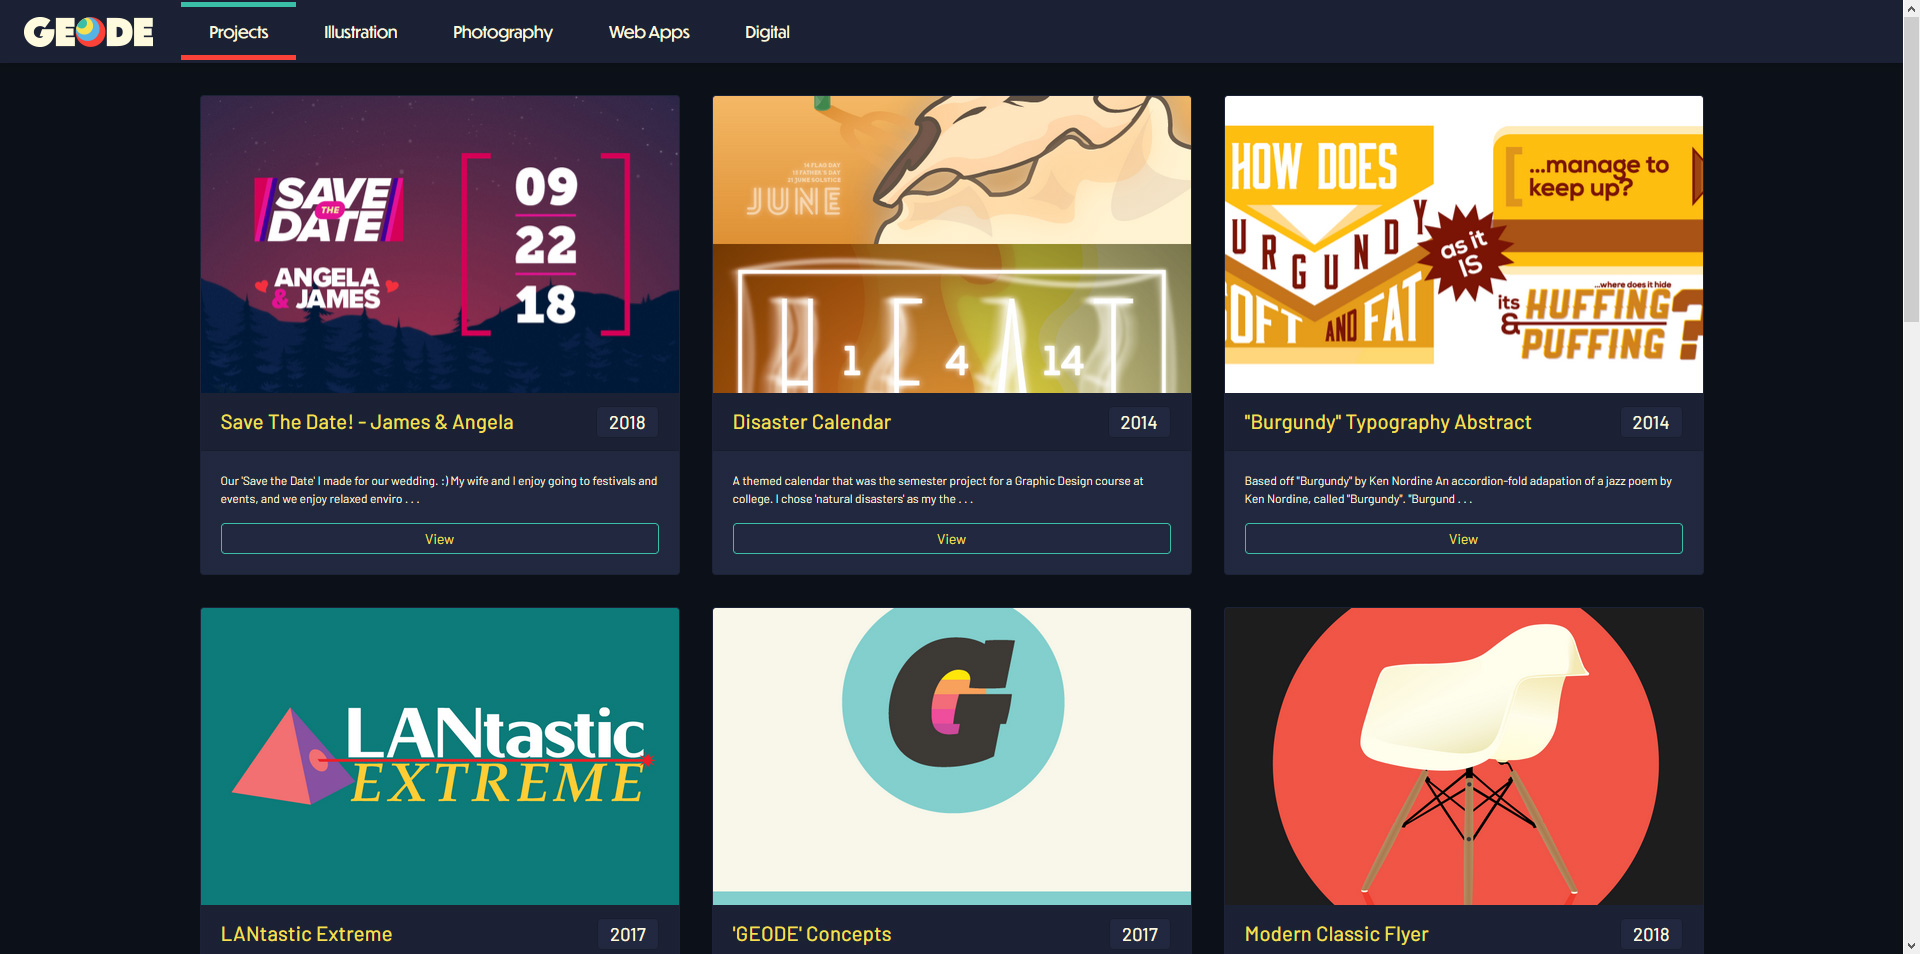 GEODE Projects Illustration Photography Web Apps Digital
SAVE
THE
DATE
ANGELA
& JAMES
09
22
18
14 FLAG DAY
15 FATHER'S DAY
21 JUNE SOLSTICE
JUNE
H E A T
1 4 14
HOW DOES
URGUNDY
OFT AND FAT
as it
IS
...manage to
keep up?
...where does it hide
its HUFFING
& PUFFING ?
Save The Date! - James & Angela 2018
Disaster Calendar 2014
"Burgundy" Typography Abstract 2014
Our 'Save the Date' I made for our wedding. :) My wife and I enjoy going to festivals and
events, and we enjoy relaxed enviro . . .
View
A themed calendar that was the semester project for a Graphic Design course at
college. I chose 'natural disasters' as my the . . .
View
Based off "Burgundy" by Ken Nordine An accordion-fold adapation of a jazz poem by
Ken Nordine, called "Burgundy". "Burgund . . .
View
LANtastic
EXTREME
G
LANtastic Extreme 2017
'GEODE' Concepts 2017
Modern Classic Flyer 2018